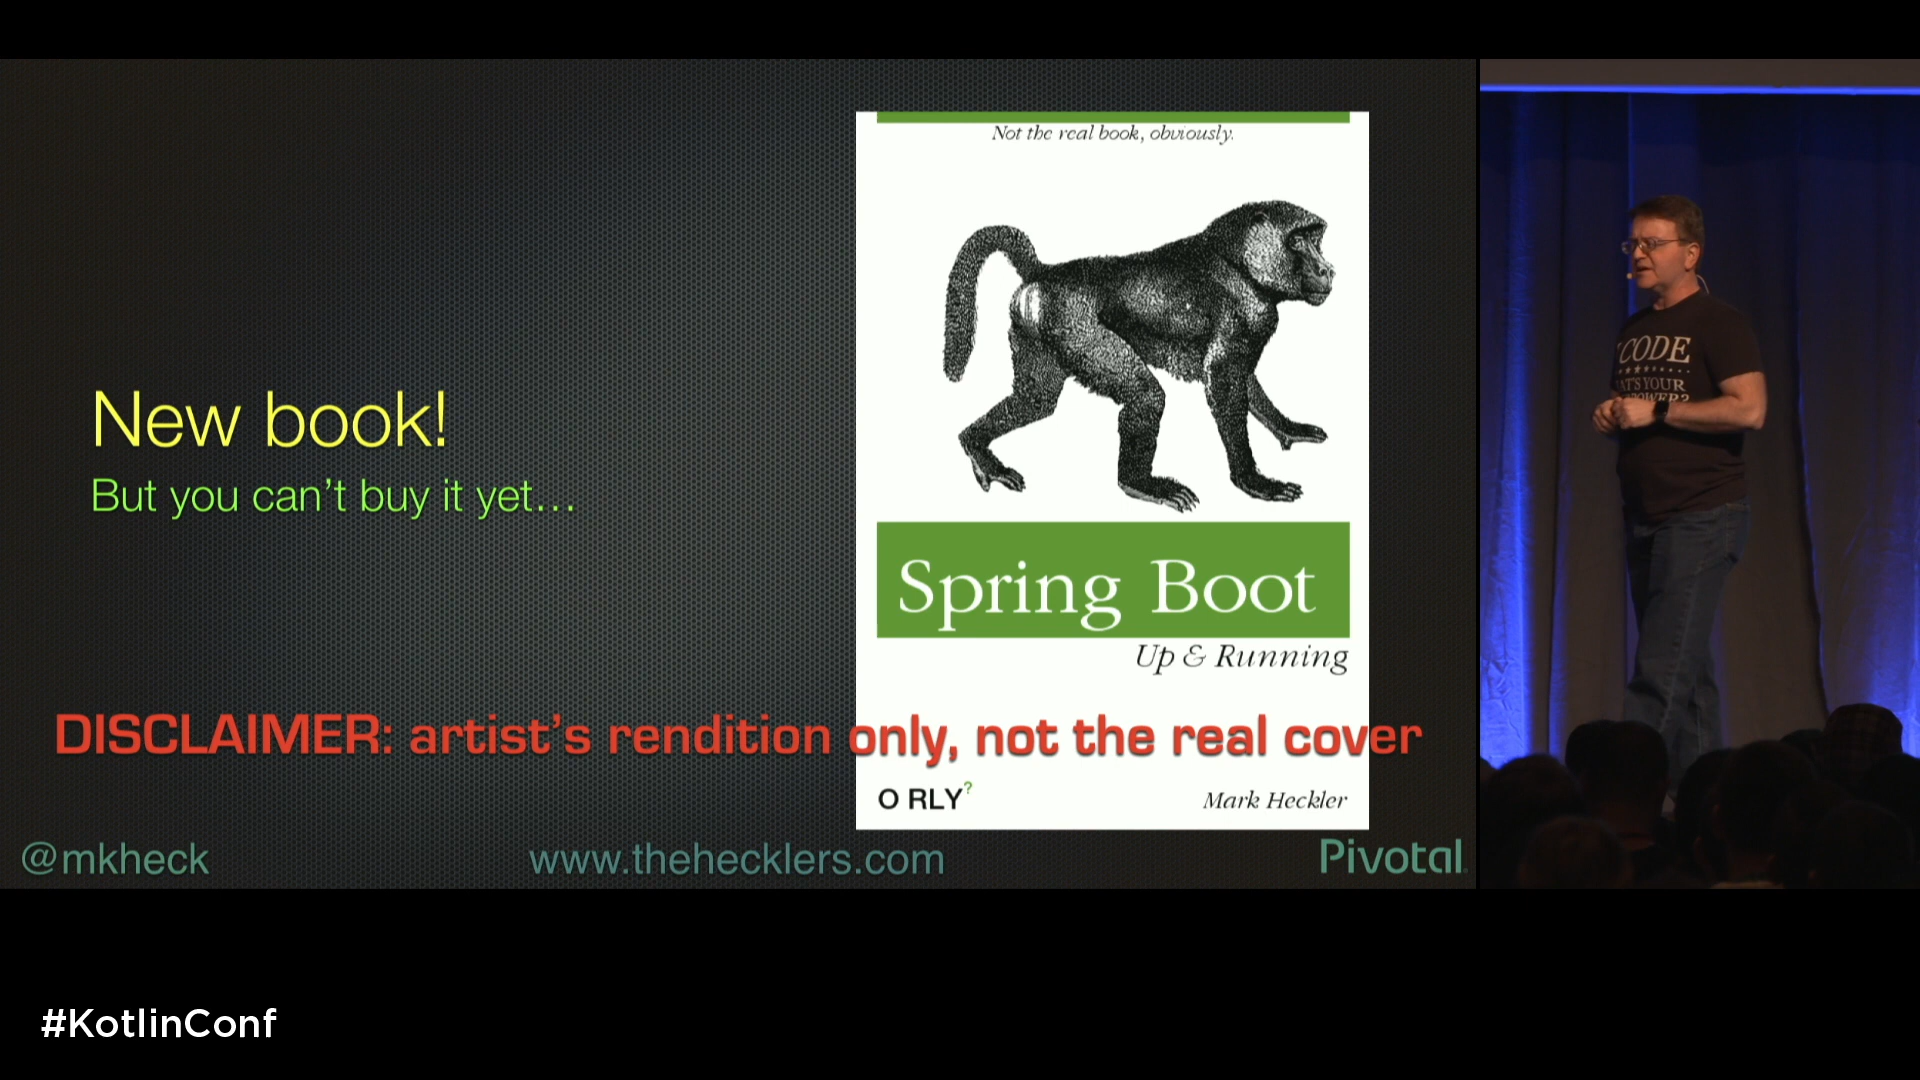 Not the real book, obviously.
New book!
But you can't buy it yet...
Spring Boot
Up & Running
DISCLAIMER: artist's rendition only, not the real cover
O RLY?
Mark Heckler
@mkheck
www.thehecklers.com
Pivotal
CODE
YOUR
#KotlinConf